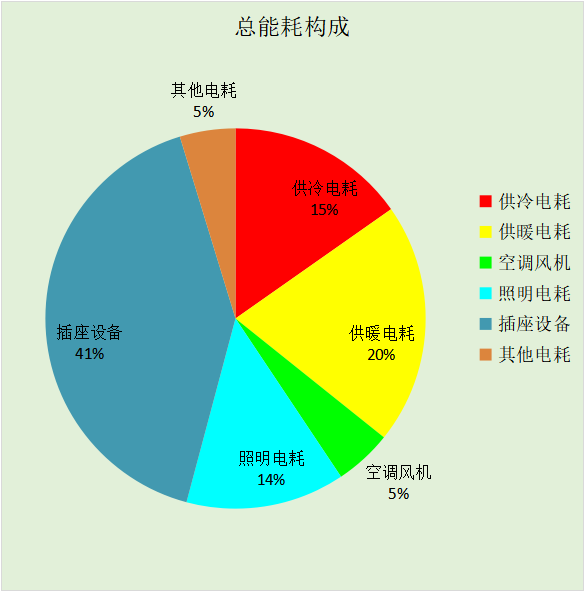 总能耗构成
其他电耗
5%
供冷电耗
15%
供暖电耗
20%
空调风机
5%
照明电耗
14%
插座设备
41%
供冷电耗
供暖电耗
空调风机
照明电耗
插座设备
其他电耗